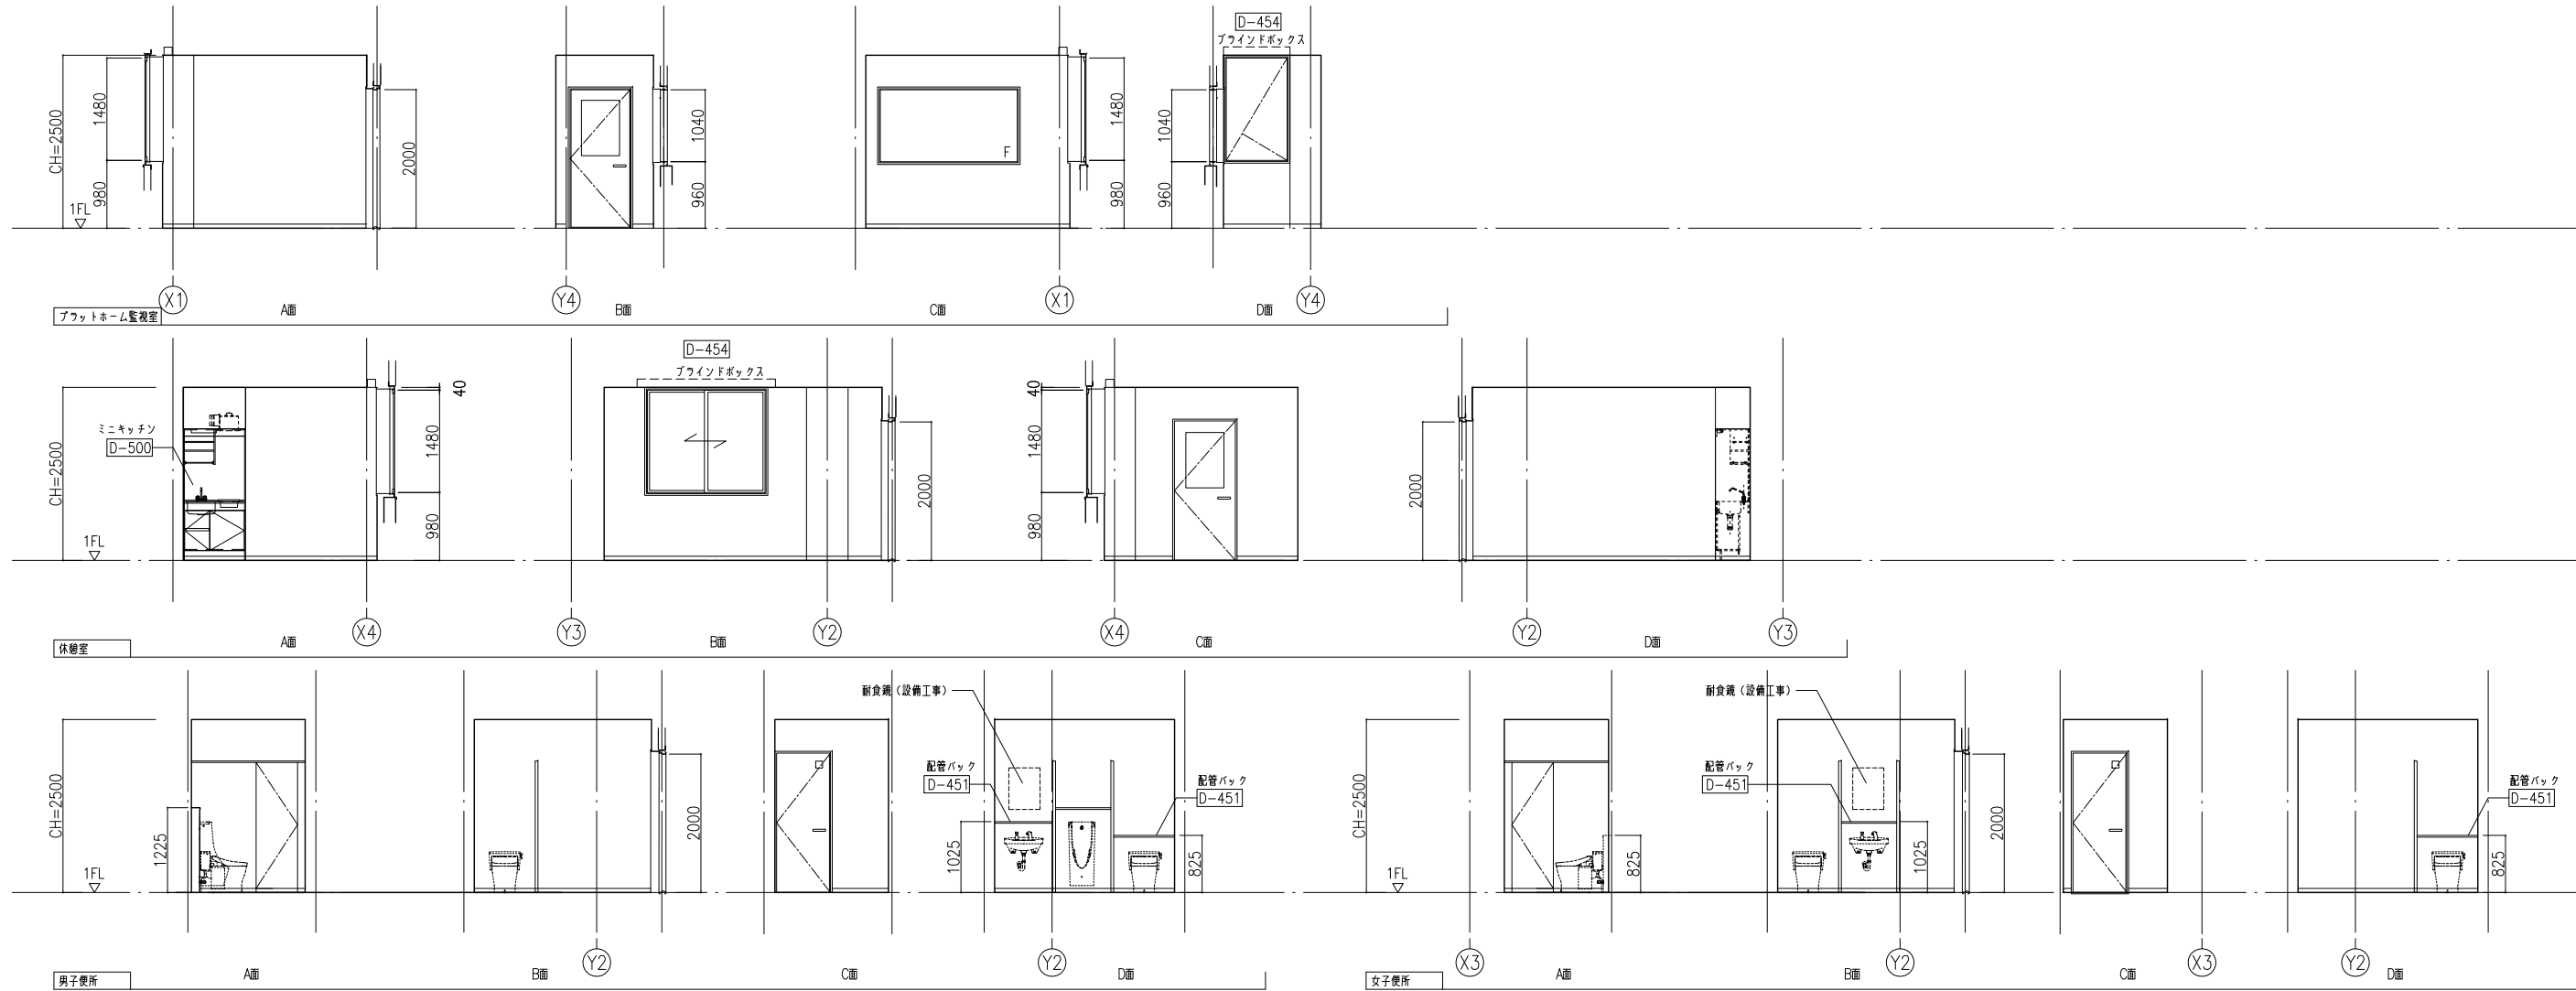 D-454
ブラインドボックス
CH=2500
1480
980
1FL
2000
1040
960
F
1480
980
1040
960
X1
Y4
X1
Y4
プラットホーム監視室
A面
B面
C面
D面
D-454
ブラインドボックス
40
40
ミニキッチン
D-500
CH=2500
1480
980
1FL
2000
1480
980
2000
X4
Y3
Y2
X4
Y2
Y3
休憩室
A面
B面
C面
D面
耐食鏡（設備工事）
配管バック
D-451
配管バック
D-451
CH=2500
1225
1FL
2000
1025
825
Y2
Y2
男子便所
A面
B面
C面
D面
耐食鏡（設備工事）
配管バック
D-451
配管バック
D-451
CH=2500
1FL
825
1025
2000
825
X3
Y2
X3
Y2
女子便所
A面
B面
C面
D面